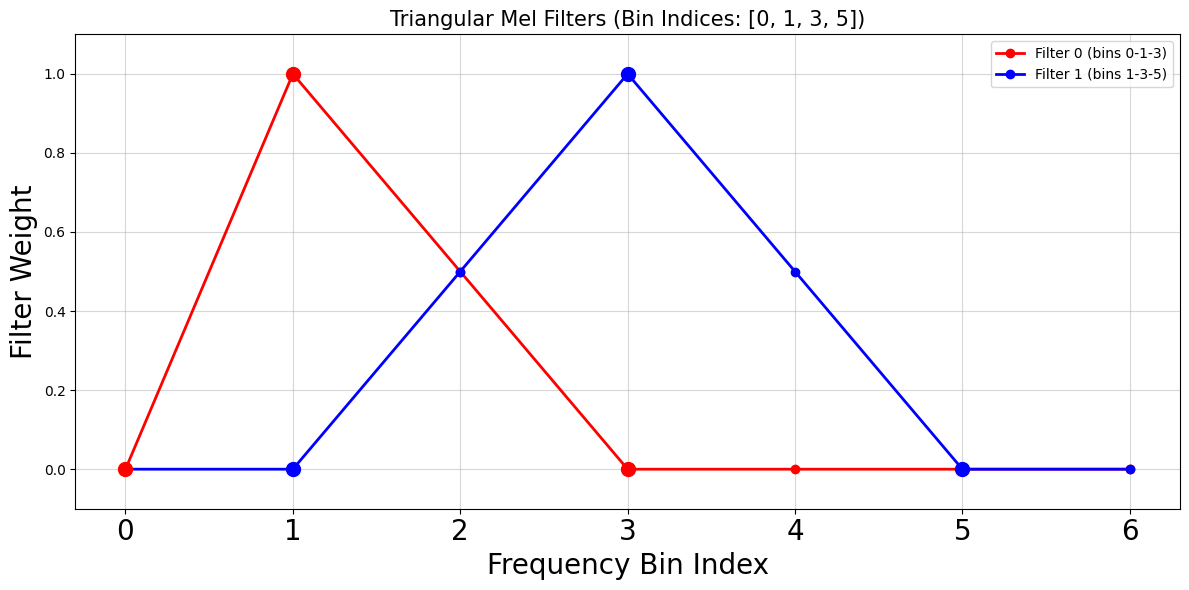 Triangular Mel Filters (Bin Indices: [0, 1, 3, 5])
Filter 0 (bins 0-1-3)
Filter 1 (bins 1-3-5)
Filter Weight
1.0
0.8
0.6
0.4
0.2
0.0
0 1 2 3 4 5 6
Frequency Bin Index